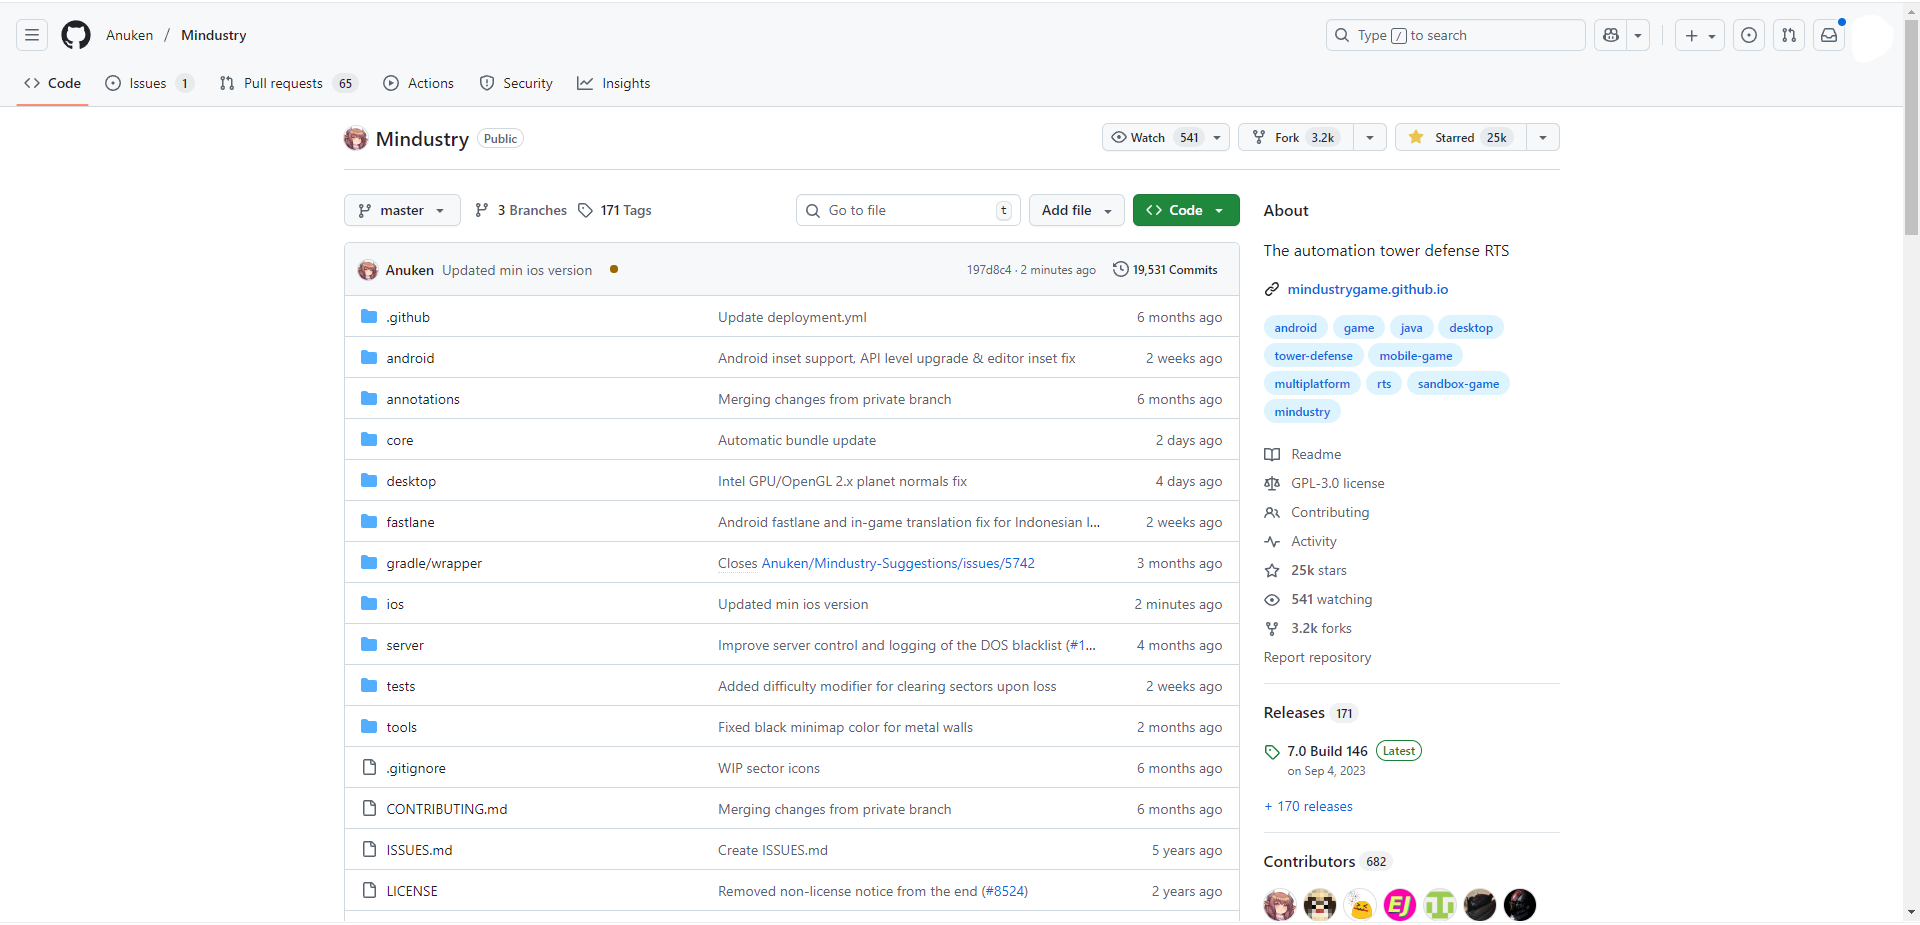 Anuken / Mindustry
Type / to search
Code Issues 1 Pull requests 65 Actions Security Insights
Mindustry Public
Watch 541 Fork 3.2k Starred 25k
master 3 Branches 171 Tags Go to file t Add file Code
Anuken Updated min ios version 197d8c4 · 2 minutes ago 19,531 Commits
.github Update deployment.yml 6 months ago
android Android inset support, API level upgrade & editor inset fix 2 weeks ago
annotations Merging changes from private branch 6 months ago
core Automatic bundle update 2 days ago
desktop Intel GPU/OpenGL 2.x planet normals fix 4 days ago
fastlane Android fastlane and in-game translation fix for Indonesian l... 2 weeks ago
gradle/wrapper Closes Anuken/Mindustry-Suggestions/issues/5742 3 months ago
ios Updated min ios version 2 minutes ago
server Improve server control and logging of the DOS blacklist (#1... 4 months ago
tests Added difficulty modifier for clearing sectors upon loss 2 weeks ago
tools Fixed black minimap color for metal walls 2 months ago
.gitignore WIP sector icons 6 months ago
CONTRIBUTING.md Merging changes from private branch 6 months ago
ISSUES.md Create ISSUES.md 5 years ago
LICENSE Removed non-license notice from the end (#8524) 2 years ago
About
The automation tower defense RTS
mindustrygame.github.io
android game java desktop
tower-defense mobile-game
multiplatform rts sandbox-game
mindustry
Readme
GPL-3.0 license
Contributing
Activity
25k stars
541 watching
3.2k forks
Report repository
Releases 171
7.0 Build 146 Latest
on Sep 4, 2023
+ 170 releases
Contributors 682
EJ